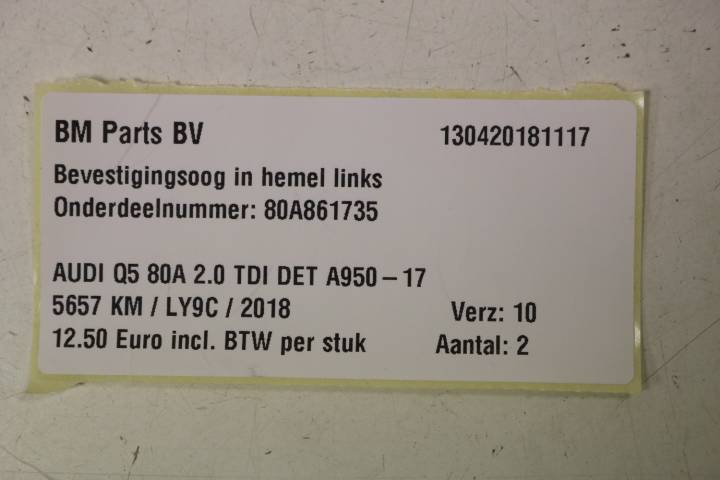 BM Parts BV 130420181117
Bevestigingsoog in hemel links
Onderdeelnummer: 80A861735
AUDI Q5 80A 2.0 TDI DET A950-17
5657 KM / LY9C / 2018 Verz: 10
12.50 Euro incl. BTW per stuk Aantal: 2